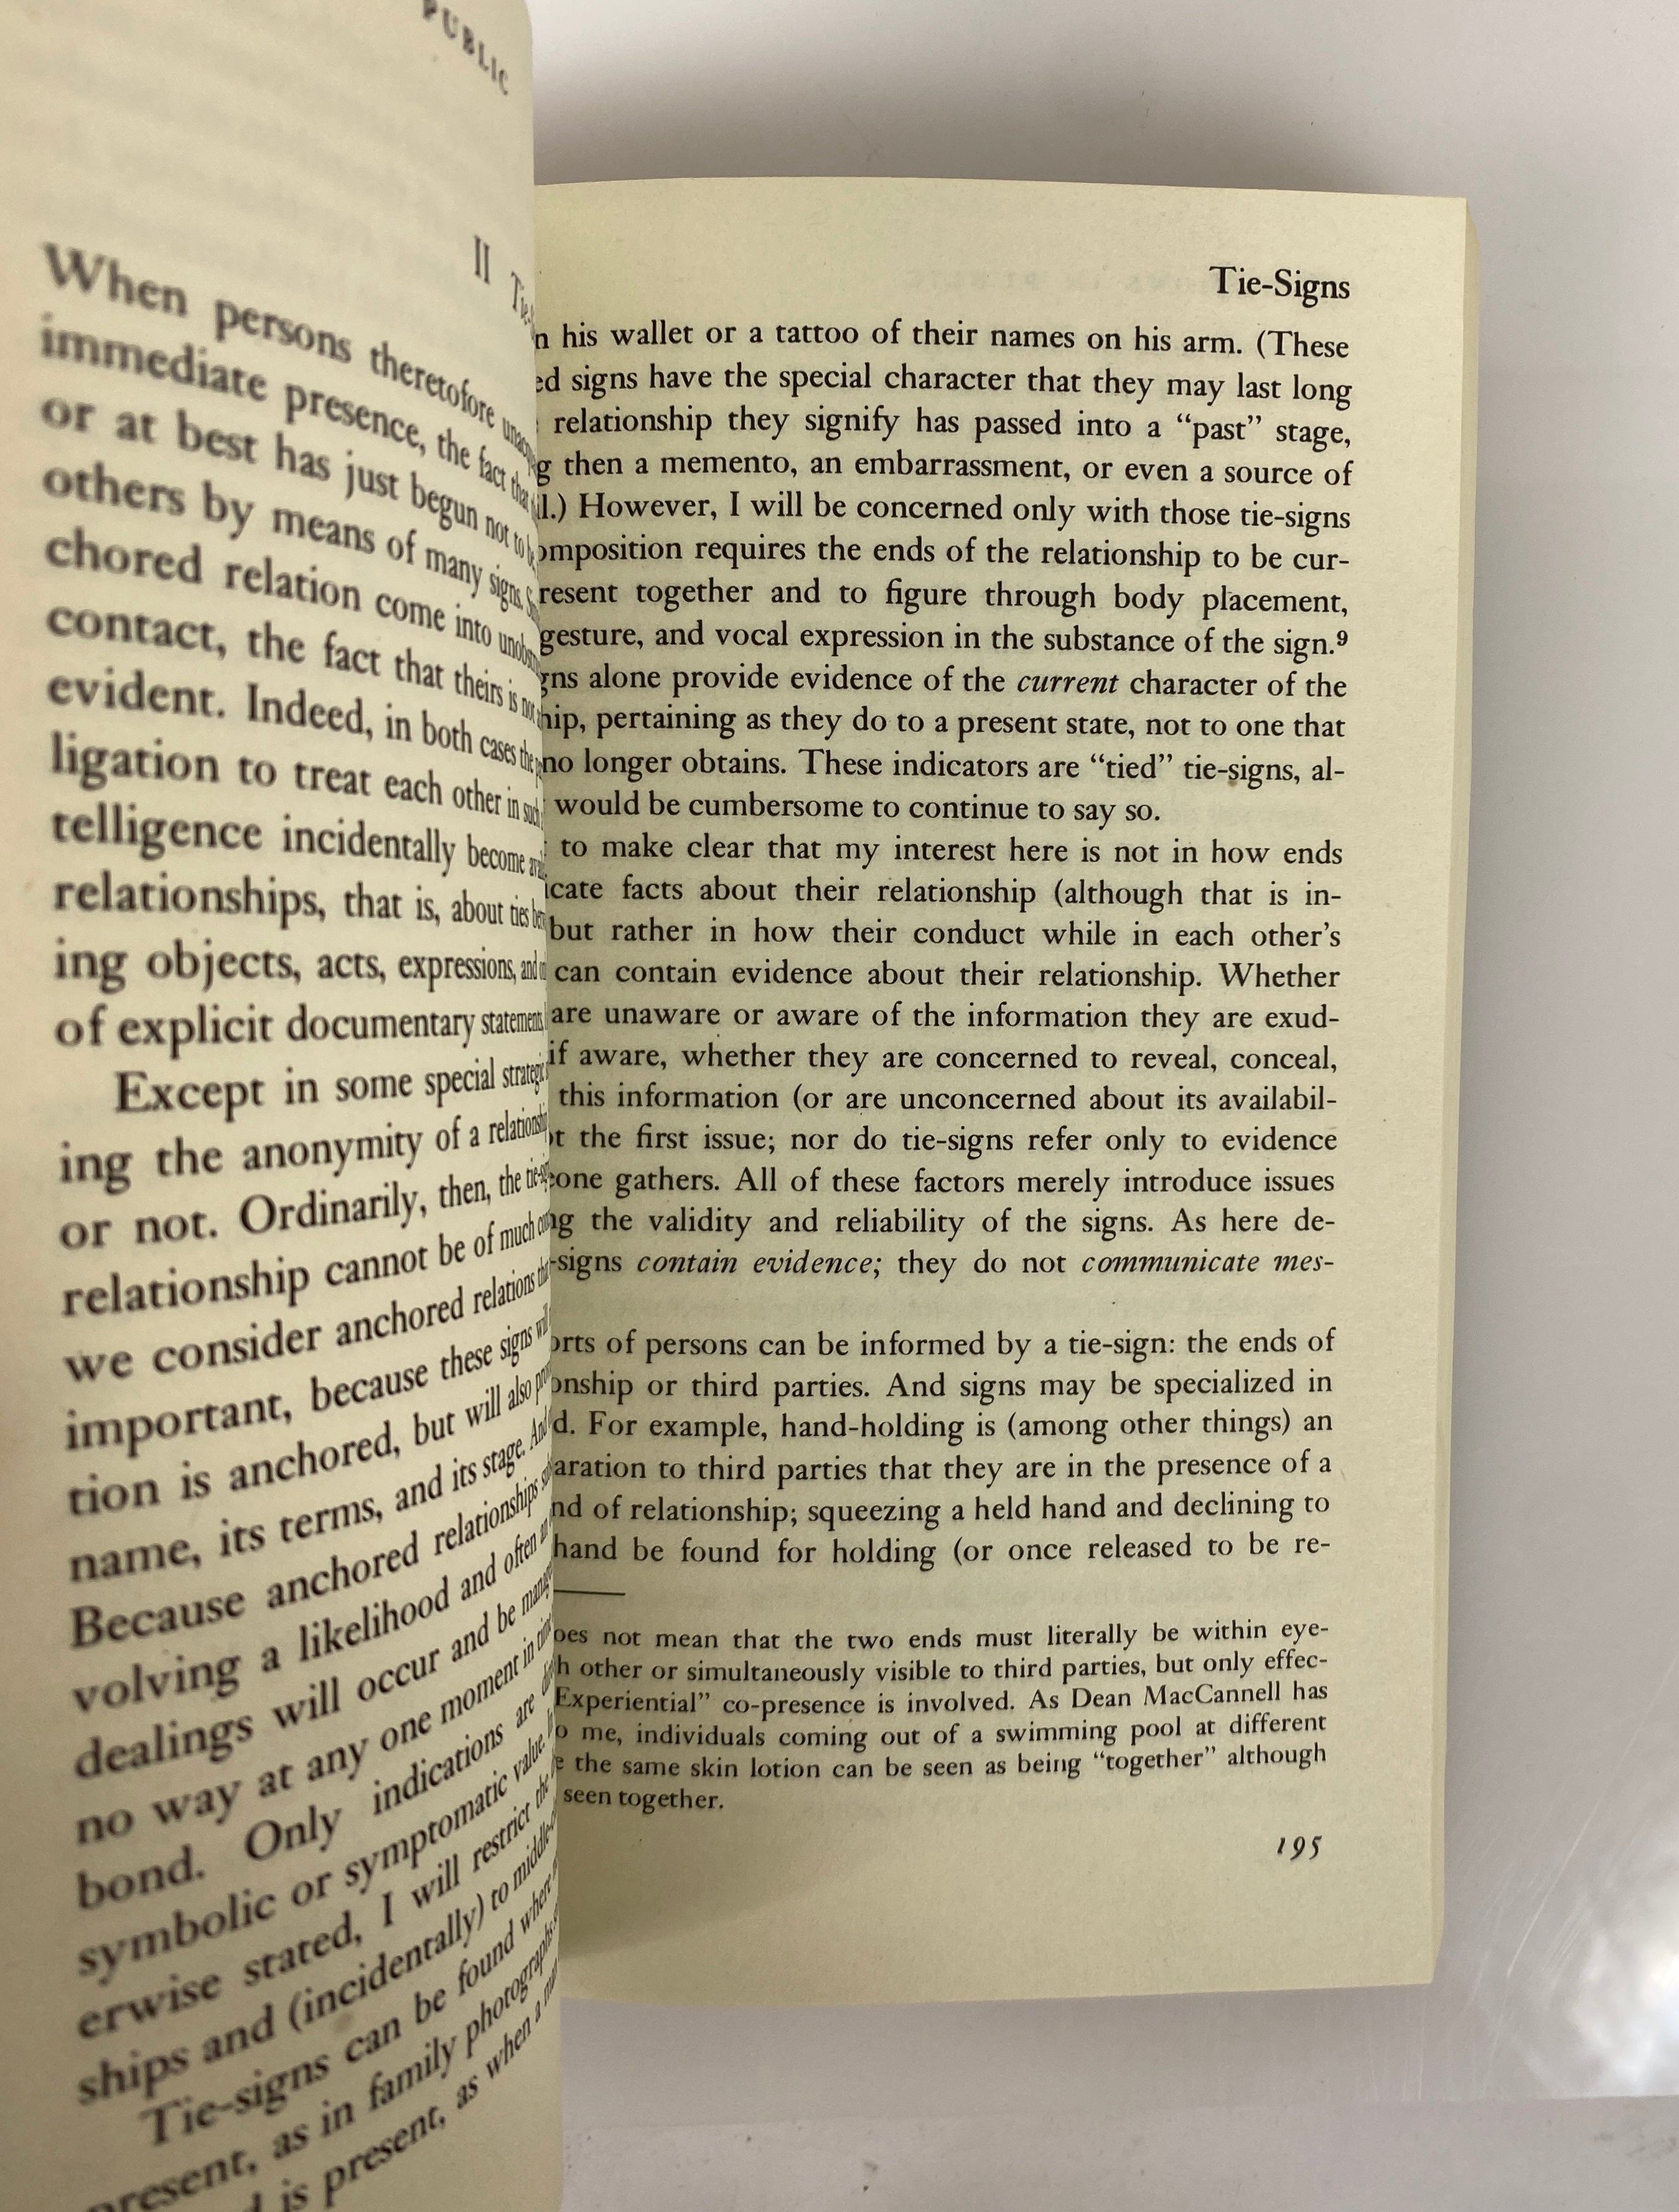 PUBLIC
II
When persons theretofore
immediate presence, the fact that
or at best has just begun not to
others by means of many signs.
chored relation come into
contact, the fact that theirs is not
evident. Indeed, in both cases the
ligation to treat each other in such
telligence incidentally become
relationships, that is, about ties
ing objects, acts, expressions, and
of explicit documentary statements
Except in some special
ing the anonymity of a
or not. Ordinarily, then, the
relationship cannot be of much
we consider anchored relations
important, because these signs will
tion is anchored, but will also
name, its terms, and its stage. And
Because anchored relationships
volving a likelihood and often
dealings will occur and be
no way at any one moment in
bond. Only indications are
symbolic or symptomatic value.
erwise stated, I will restrict the
ships and (incidentally) to
Tie-signs can be found where
present, as in family photographs
is present, as when a
Tie-Signs
his wallet or a tattoo of their names on his arm. (These
signs have the special character that they may last long
relationship they signify has passed into a “past” stage,
then a memento, an embarrassment, or even a source of
However, I will be concerned only with those tie-signs
omposition requires the ends of the relationship to be cur-
resent together and to figure through body placement,
gesture, and vocal expression in the substance of the sign.9
gns alone provide evidence of the current character of the
hip, pertaining as they do to a present state, not to one that
no longer obtains. These indicators are “tied” tie-signs, al-
would be cumbersome to continue to say so.
to make clear that my interest here is not in how ends
icate facts about their relationship (although that is in-
but rather in how their conduct while in each other’s
can contain evidence about their relationship. Whether
are unaware or aware of the information they are exud-
if aware, whether they are concerned to reveal, conceal,
this information (or are unconcerned about its availabil-
the first issue; nor do tie-signs refer only to evidence
one gathers. All of these factors merely introduce issues
the validity and reliability of the signs. As here de-
-signs contain evidence; they do not communicate mes-
orts of persons can be informed by a tie-sign: the ends of
onship or third parties. And signs may be specialized in
d. For example, hand-holding is (among other things) an
aration to third parties that they are in the presence of a
nd of relationship; squeezing a held hand and declining to
hand be found for holding (or once released to be re-
oes not mean that the two ends must literally be within eye-
h other or simultaneously visible to third parties, but only effec-
Experiential” co-presence is involved. As Dean MacCannell has
o me, individuals coming out of a swimming pool at different
the same skin lotion can be seen as being “together” although
seen together.
195